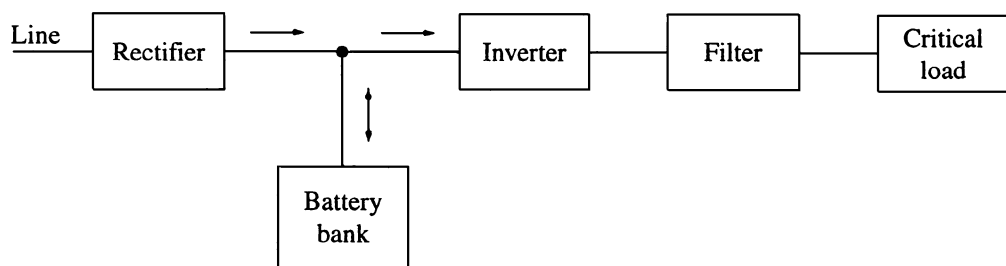 Line
Rectifier
Inverter
Filter
Critical
load
Battery
bank